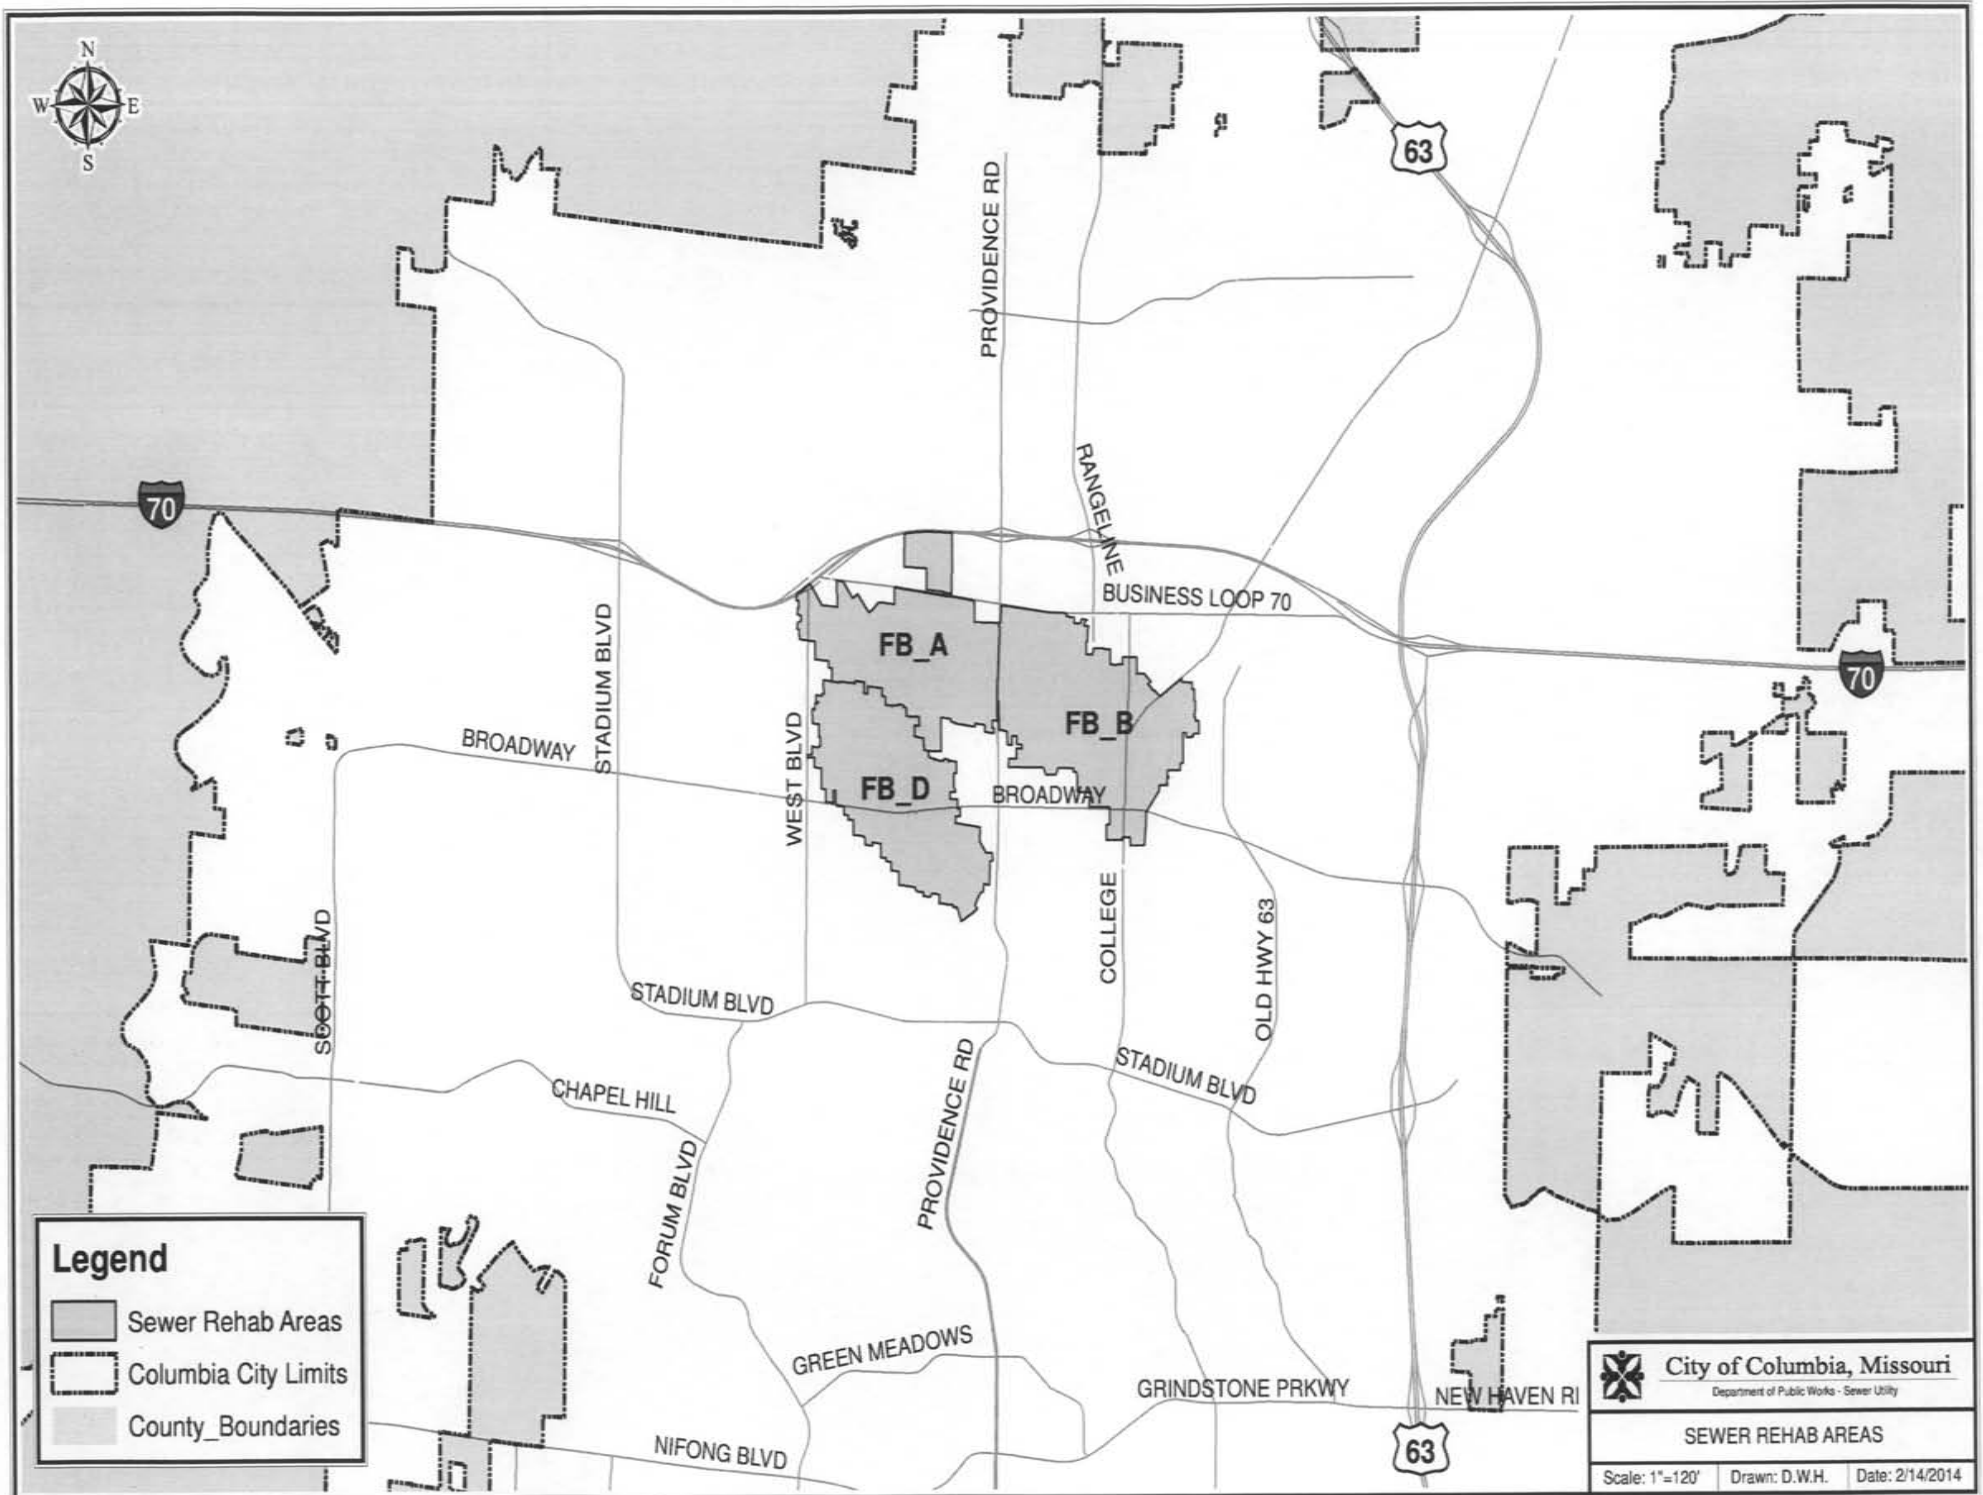 N
W E
S
63
PROVIDENCE RD
RANGELINE
70
BUSINESS LOOP 70
STADIUM BLVD
FB_A
70
FB_B
WEST BLVD
BROADWAY
FB_D
BROADWAY
COLLEGE
OLD HWY 63
SCOTT BLVD
STADIUM BLVD
STADIUM BLVD
CHAPEL HILL
PROVIDENCE RD
FORUM BLVD
GREEN MEADOWS
GRINDSTONE PRKWY
NEW HAVEN RI
NIFONG BLVD
63
Legend
Sewer Rehab Areas
Columbia City Limits
County_Boundaries
City of Columbia, Missouri
Department of Public Works - Sewer Utility
SEWER REHAB AREAS
Scale: 1"=120' Drawn: D.W.H. Date: 2/14/2014